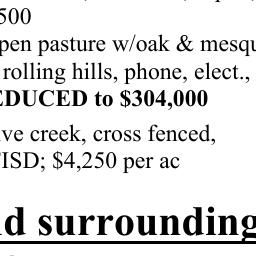 500
pen pasture w/oak & mesqu
rolling hills, phone, elect.,
EDUCED to $304,000
ve creek, cross fenced,
ISD; $4,250 per ac
d surrounding